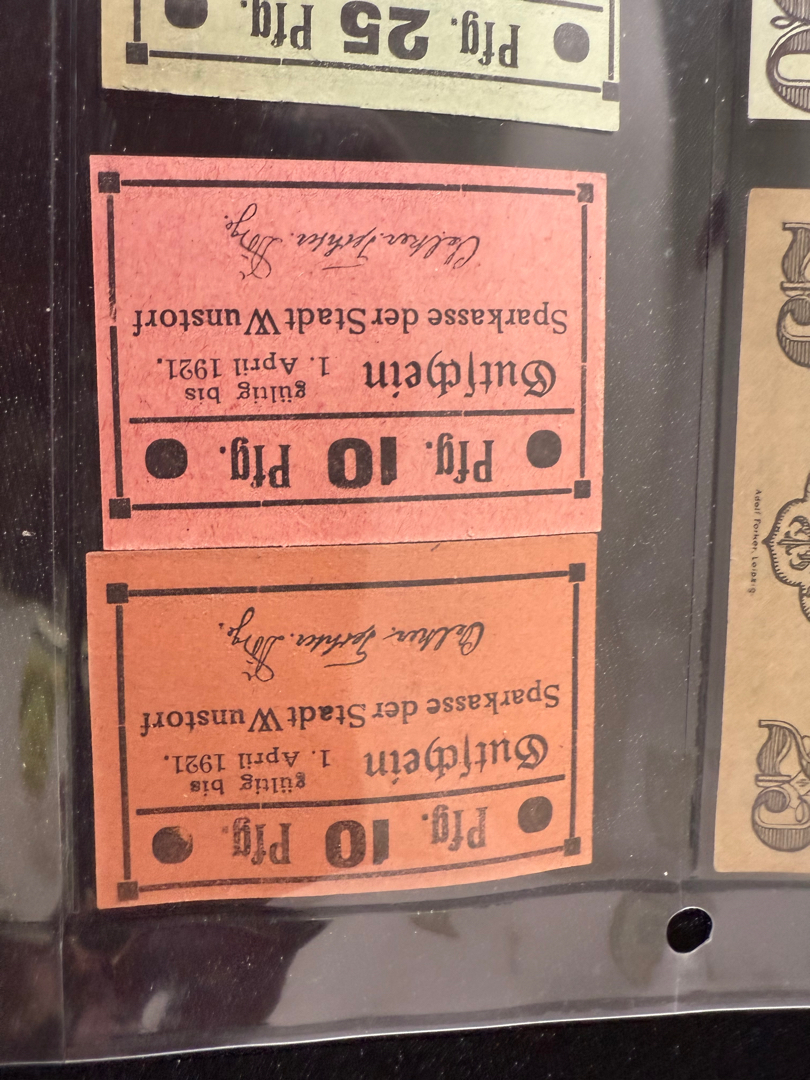 Pfg. 25 Pfg.
Pfg. 10 Pfg.
Gutschein gültig bis 1. April 1921.
Sparkasse der Stadt Wunstorf
Pfg. 10 Pfg.
Gutschein gültig bis 1. April 1921.
Sparkasse der Stadt Wunstorf
Adolf Forker, Leipzig.